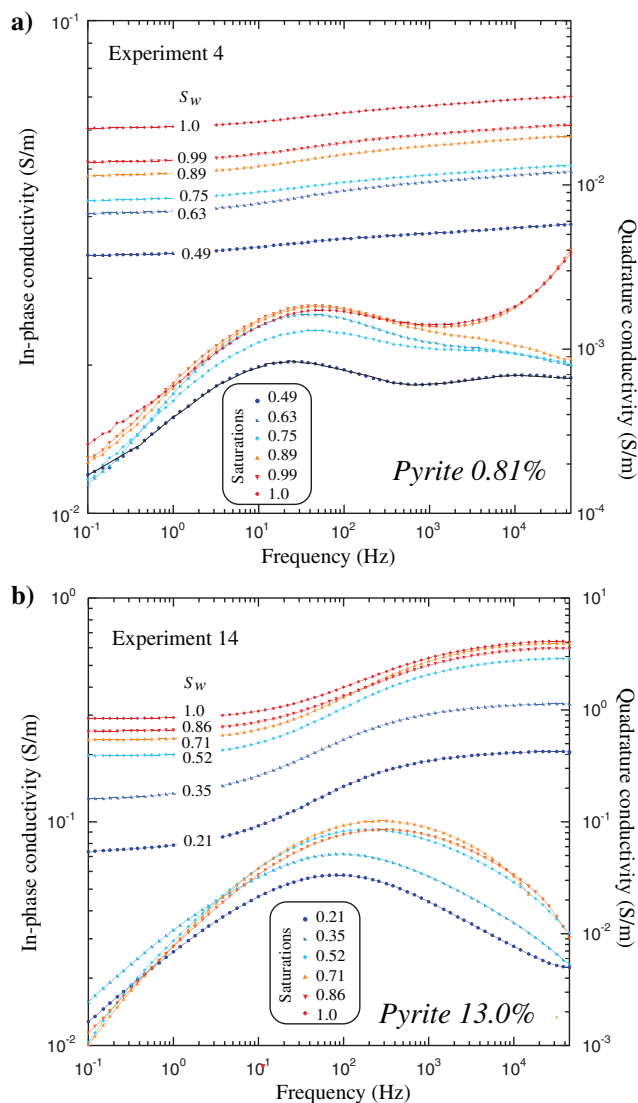 a)
Experiment 4
S_w
1.0
0.99
0.89
0.75
0.63
0.49
10^-1
10^-2
In-phase conductivity (S/m)
10^-2
10^-3
10^-4
Quadrature conductivity (S/m)
Saturations
0.49
0.63
0.75
0.89
0.99
1.0
Pyrite 0.81%
10^-1 10^0 10^1 10^2 10^3 10^4
Frequency (Hz)
b)
Experiment 14
S_w
1.0
0.86
0.71
0.52
0.35
0.21
10^0
10^-1
10^-2
In-phase conductivity (S/m)
10^1
10^0
10^-1
10^-2
10^-3
Quadrature conductivity (S/m)
Saturations
0.21
0.35
0.52
0.71
0.86
1.0
Pyrite 13.0%
10^-1 10^0 10^1 10^2 10^3 10^4
Frequency (Hz)